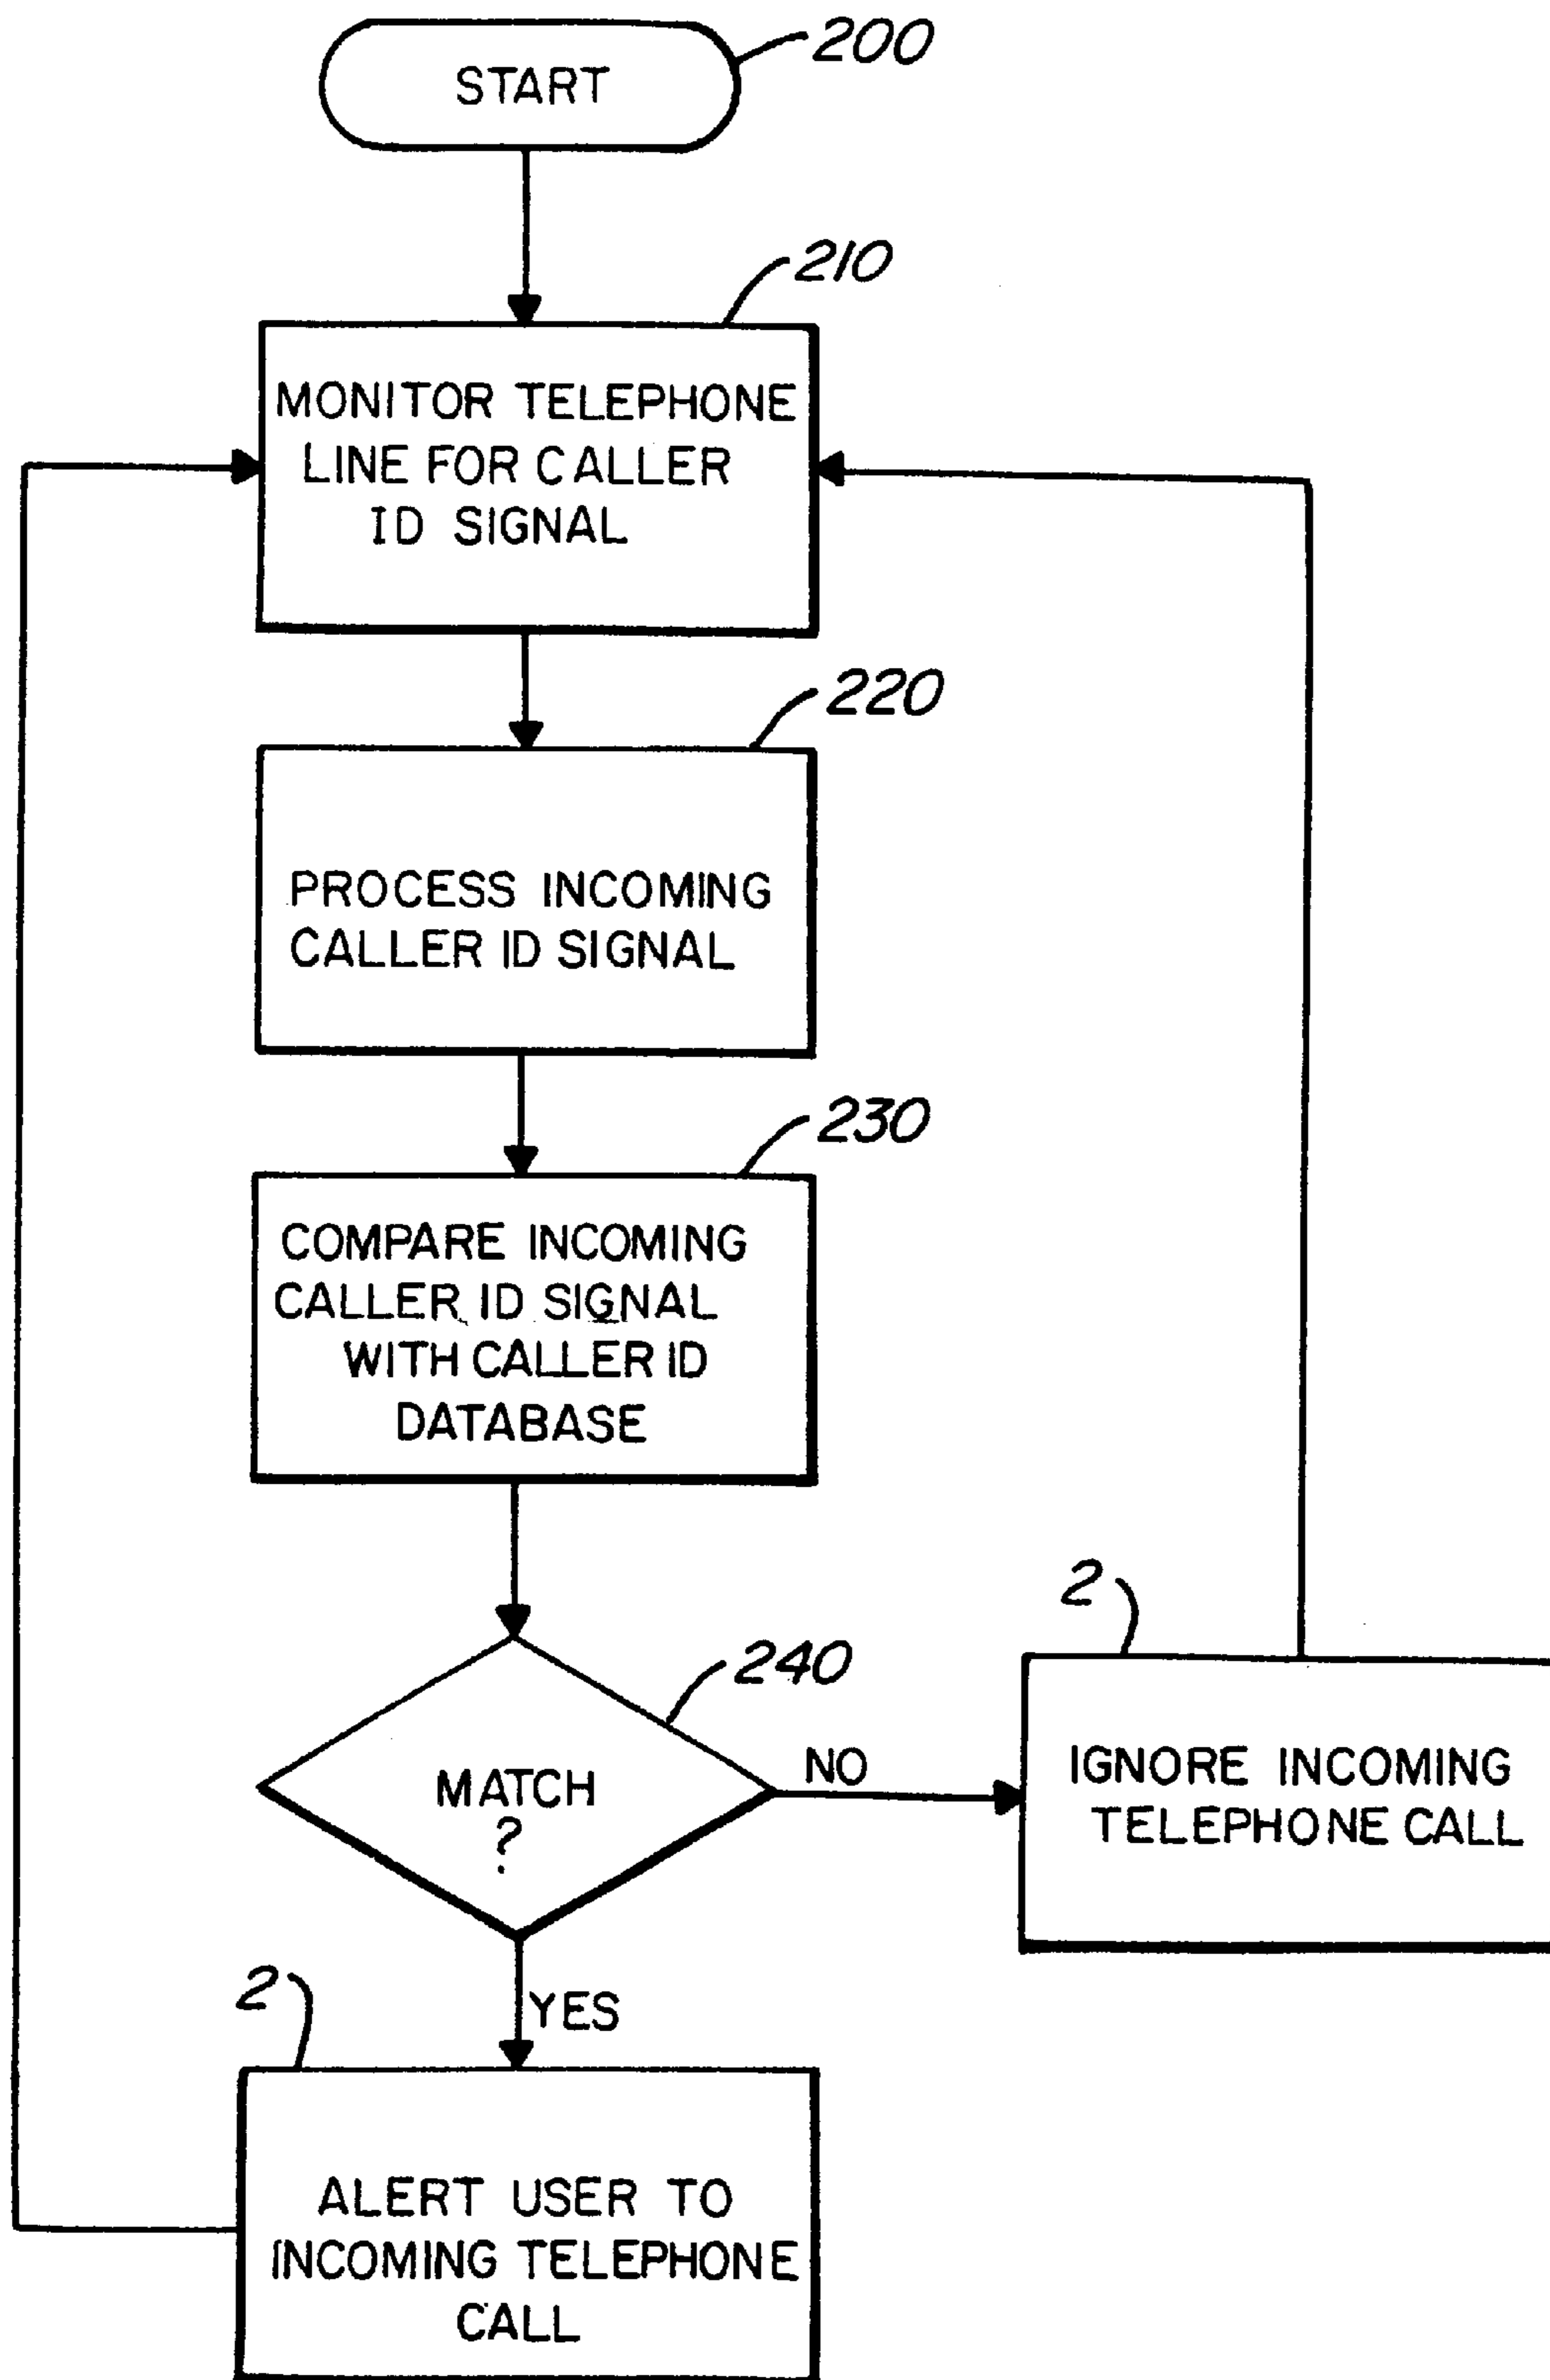 START
200
210
MONITOR TELEPHONE
LINE FOR CALLER
ID SIGNAL
220
PROCESS INCOMING
CALLER ID SIGNAL
230
COMPARE INCOMING
CALLER ID SIGNAL
WITH CALLER ID
DATABASE
240
MATCH
?
NO
2
IGNORE INCOMING
TELEPHONE CALL
YES
2
ALERT USER TO
INCOMING TELEPHONE
CALL